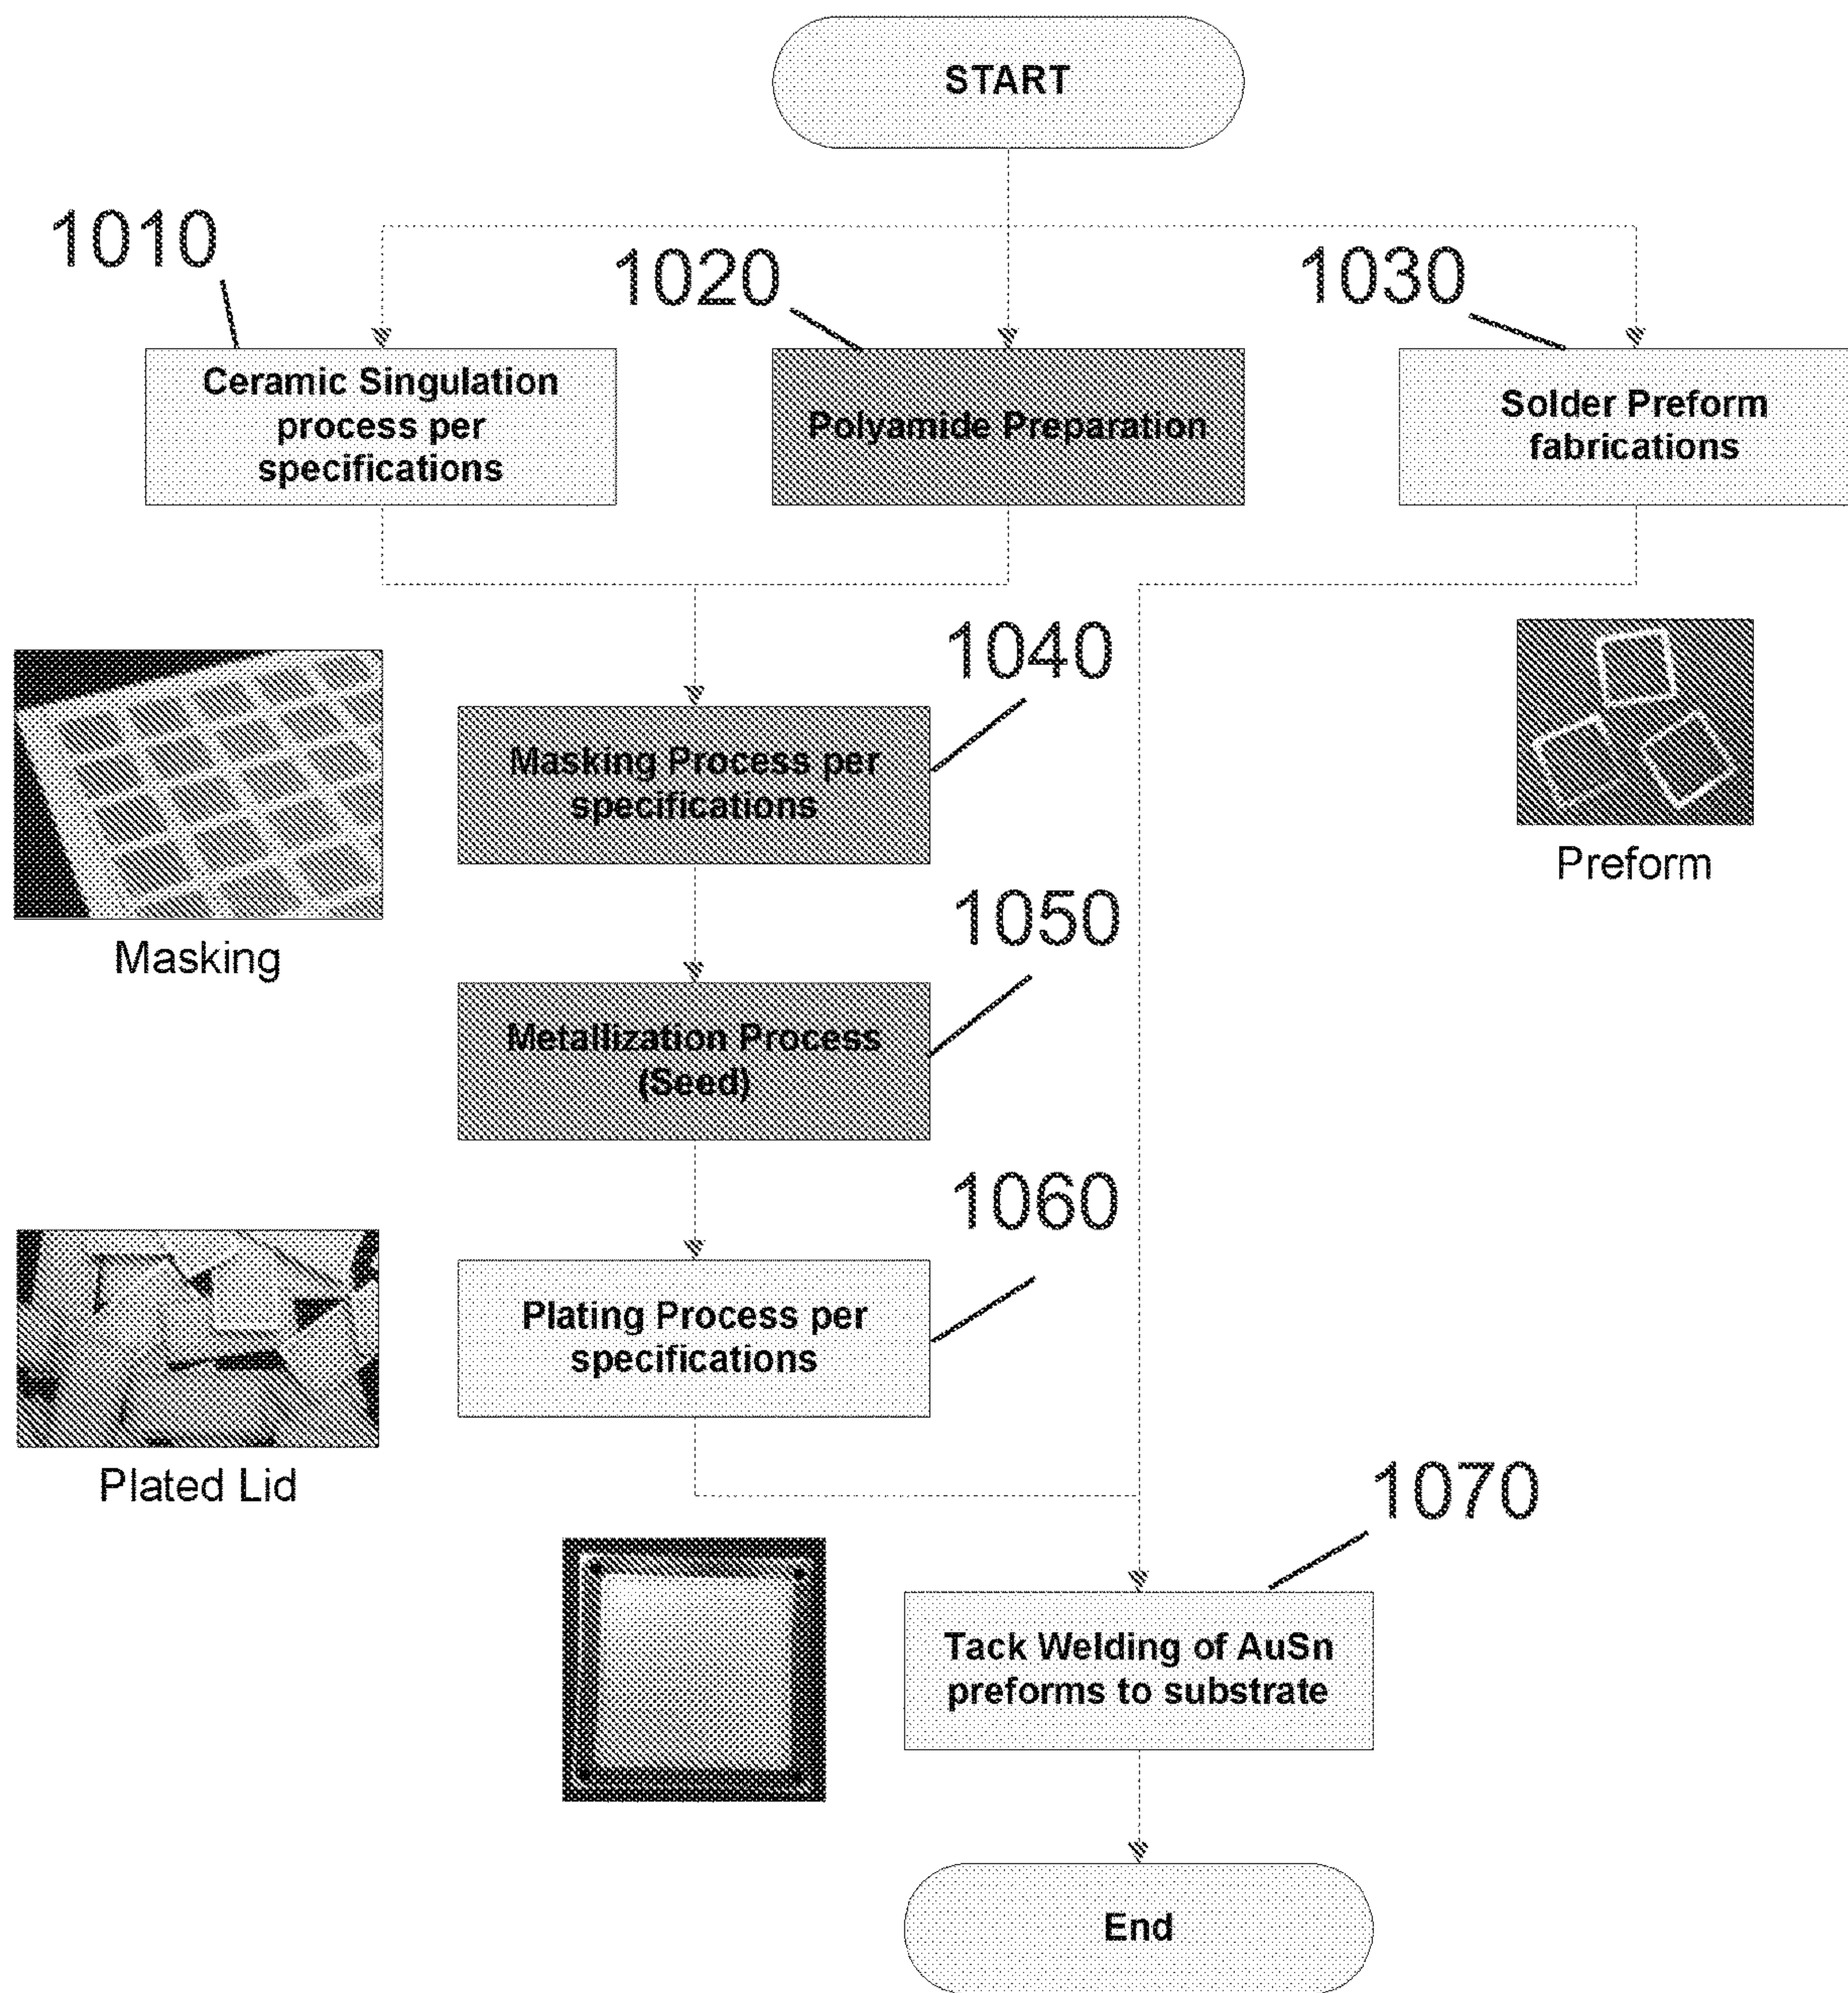 START
1010
1020
1030
Ceramic Singulation
process per
specifications
Polyamide Preparation
Solder Preform
fabrications
1040
Masking Process per
specifications
Masking
Preform
1050
Metallization Process
(Seed)
1060
Plating Process per
specifications
Plated Lid
1070
Tack Welding of AuSn
preforms to substrate
End